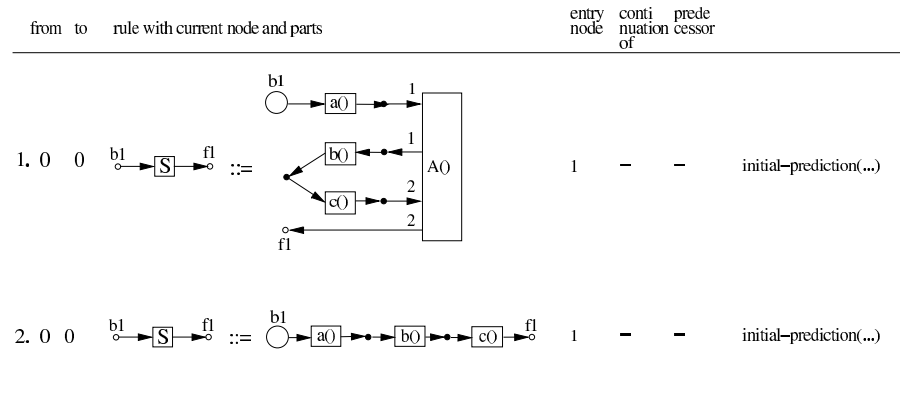 from to rule with current node and parts entry node conti nuation of prede cessor
b1
a() 1
1
1. 0 0 b1 S f1 ::= b() A() 1 – – initial–prediction(...)
2
c()
2
f1
b1
2. 0 0 b1 S f1 ::= a() b() c() f1 1 – – initial–prediction(...)